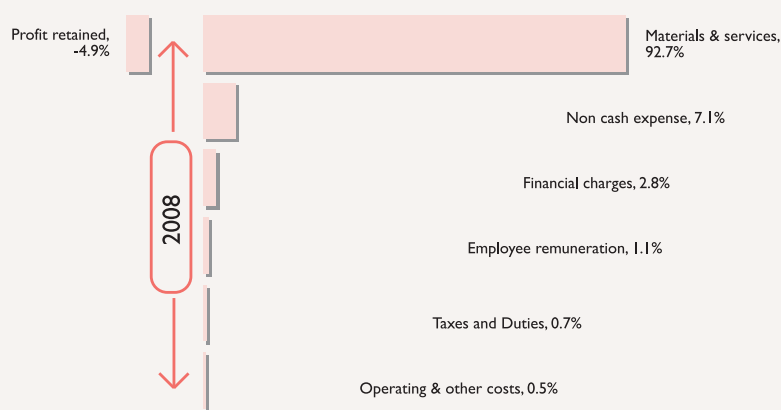 Profit retained,
-4.9%
Materials & services,
92.7%
Non cash expense, 7.1%
Financial charges, 2.8%
2008
Employee remuneration, 1.1%
Taxes and Duties, 0.7%
Operating & other costs, 0.5%